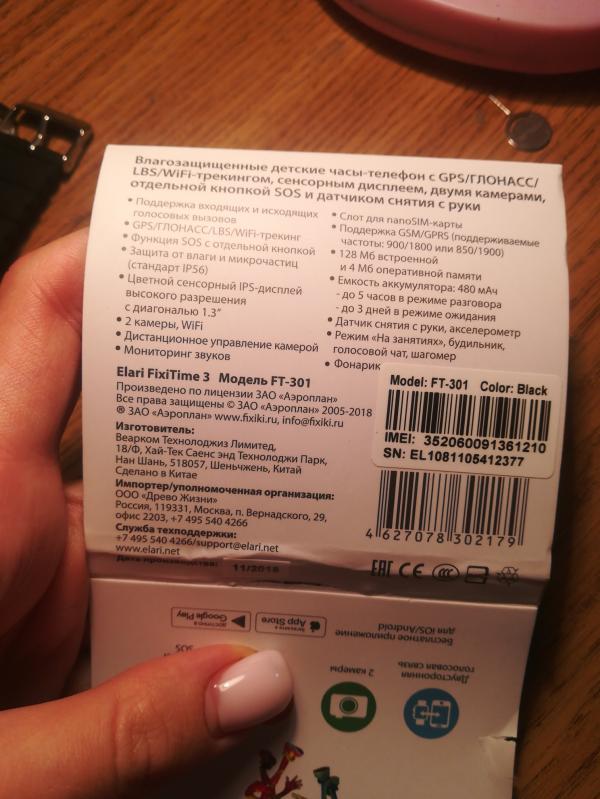 Влагозащищенные детские часы-телефон с GPS/ГЛОНАСС/
LBS/WiFi-трекингом, сенсорным дисплеем, двумя камерами,
отдельной кнопкой SOS и датчиком снятия с руки
• Поддержка входящих и исходящих
голосовых вызовов
• GPS/ГЛОНАСС/LBS/WiFi-трекинг
• Функция SOS с отдельной кнопкой
• Защита от влаги и микрочастиц
(стандарт IP56)
• Цветной сенсорный IPS-дисплей
высокого разрешения
с диагональю 1.3"
• 2 камеры, WiFi
• Дистанционное управление камерой
• Мониторинг звуков
• Слот для nanoSIM-карты
• Поддержка GSM/GPRS (поддерживаемые
частоты: 900/1800 или 850/1900)
• 128 Мб встроенной
и 4 Мб оперативной памяти
• Емкость аккумулятора: 480 мАч
- до 5 часов в режиме разговора
- до 3 дней в режиме ожидания
• Датчик снятия с руки, акселерометр
• Режим «На занятиях», будильник,
голосовой чат, шагомер
• Фонарик
Elari FixiTime 3 Модель FT-301
Произведено по лицензии ЗАО «Аэроплан»
Все права защищены © ЗАО «Аэроплан» 2005-2018
® ЗАО «Аэроплан» www.fixiki.ru, info@fixiki.ru
Изготовитель:
Веарком Технолоджиз Лимитед,
18/Ф, Хай-Тек Саенс энд Технолоджи Парк,
Нан Шань, 518057, Шеньчжень, Китай
Сделано в Китае
Импортер/уполномоченная организация:
ООО «Древо Жизни»
Россия, 119331, Москва, п. Вернадского, 29,
офис 2203, +7 495 540 4266
Служба техподдержки:
+7 495 540 4266/support@elari.net
www.elari.net
Дата производства: 11/2018
Model: FT-301 Color: Black
IMEI: 352060091361210
SN: EL1081105412377
4 627078 302179
EAC CE CCC
Бесплатное приложение
для iOS/Android
Загрузите в
App Store
ДОСТУПНО В
Google Play
Двусторонняя
голосовая связь
2 камеры
SOS